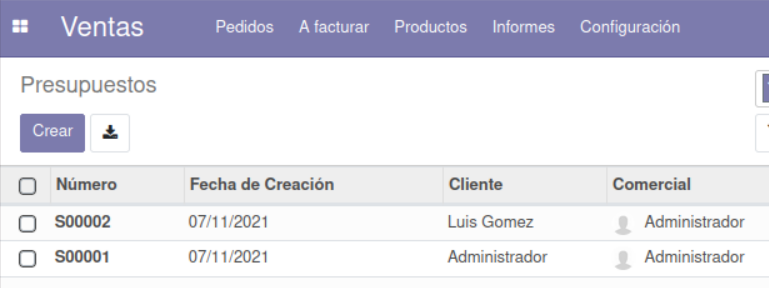 Ventas Pedidos A facturar Productos Informes Configuración
Presupuestos
Crear
Número Fecha de Creación Cliente Comercial
S00002 07/11/2021 Luis Gomez Administrador
S00001 07/11/2021 Administrador Administrador